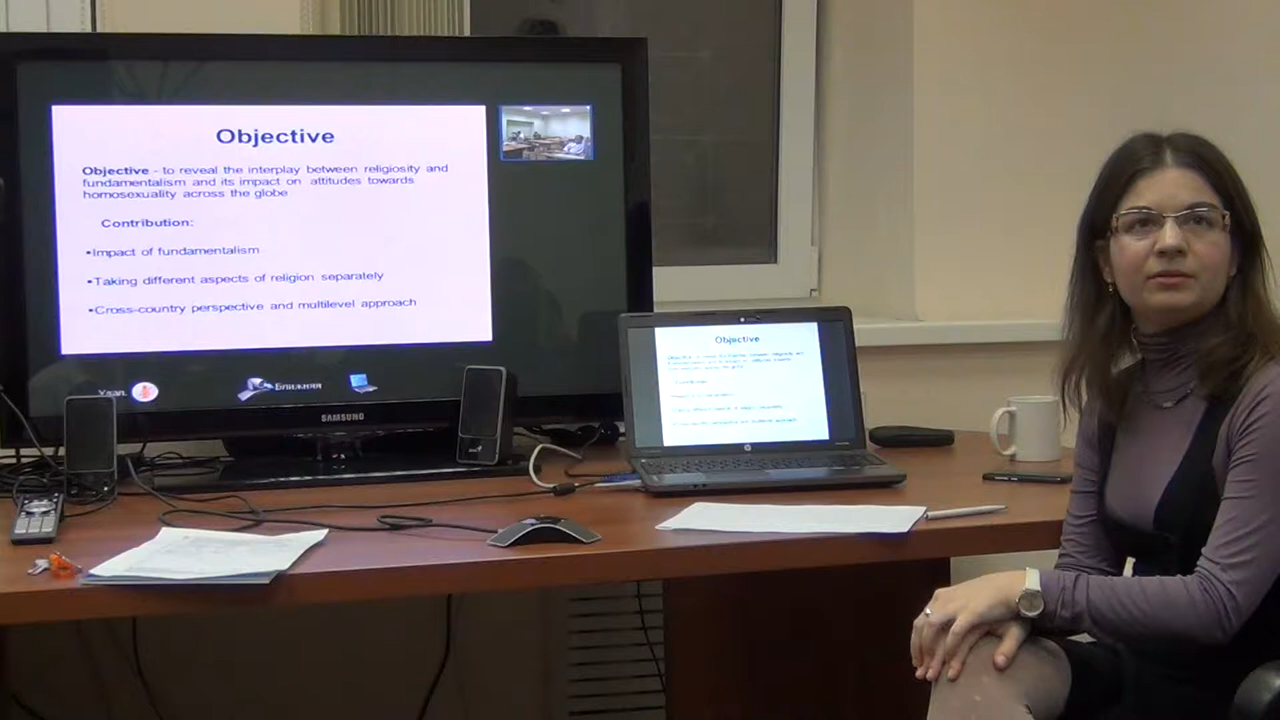 Objective
Objective - to reveal the interplay between religiosity and
fundamentalism and its impact on attitudes towards
homosexuality across the globe
Contribution:
•Impact of fundamentalism
•Taking different aspects of religion separately
•Cross-country perspective and multilevel approach
Удал.
Ближняя
SAMSUNG
Objective
hp